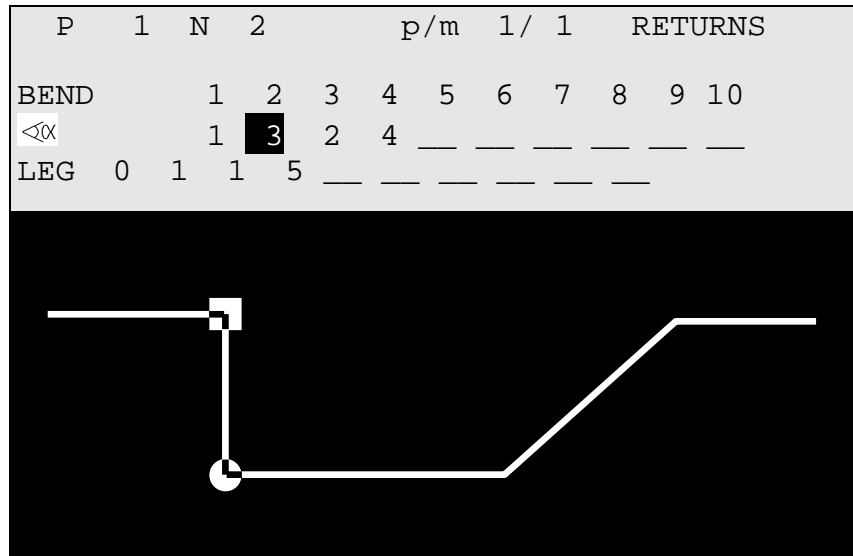 P 1 N 2 p/m 1/ 1 RETURNS
BEND 1 2 3 4 5 6 7 8 9 10
∢α 1 3 2 4 __ __ __ __ __ __
LEG 0 1 1 5 __ __ __ __ __ __